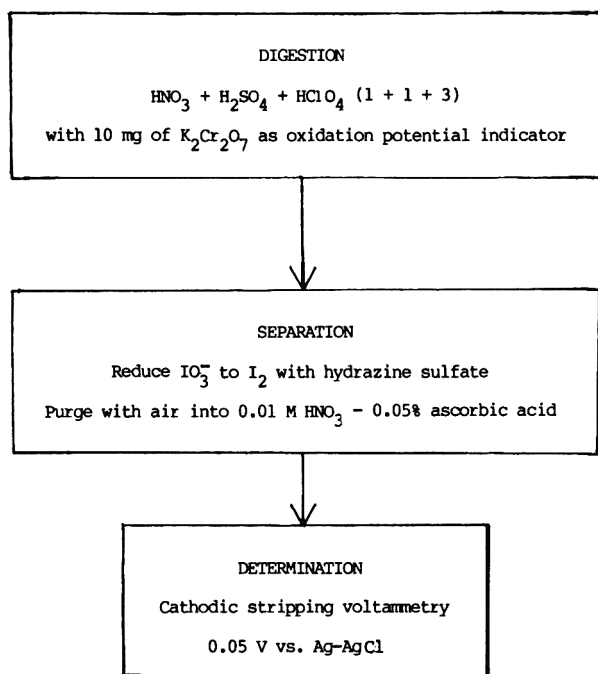 DIGESTION
HNO₃ + H₂SO₄ + HClO₄ (1 + 1 + 3)
with 10 mg of K₂Cr₂O₇ as oxidation potential indicator
SEPARATION
Reduce IO₃⁻ to I₂ with hydrazine sulfate
Purge with air into 0.01 M HNO₃ - 0.05% ascorbic acid
DETERMINATION
Cathodic stripping voltammetry
0.05 V vs. Ag-AgCl